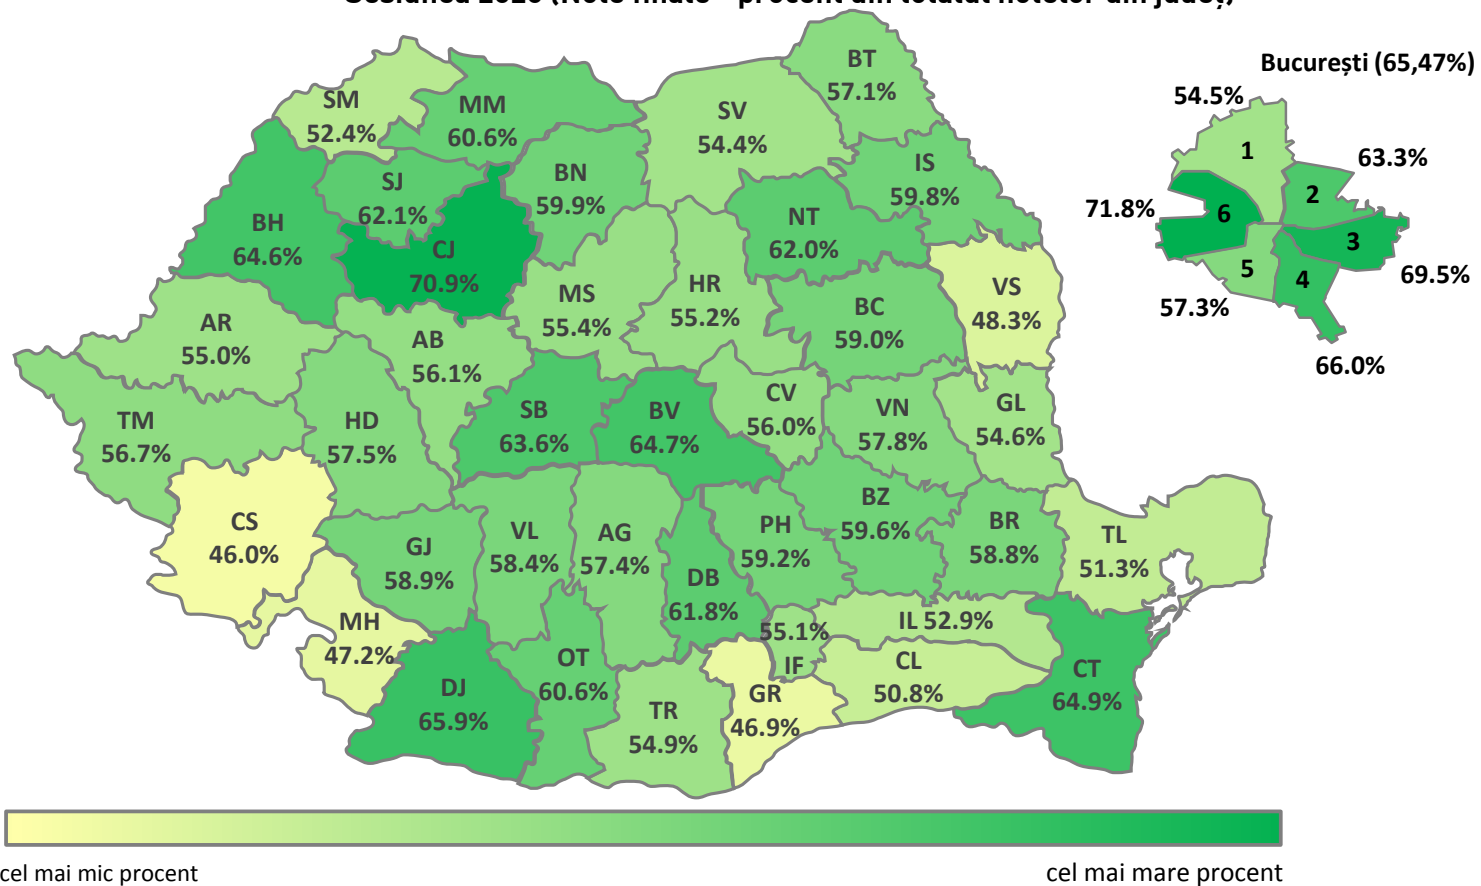 (Note finale - procent din totalul notelor din județ)
București (65,47%)
BT
57.1%
54.5%
SM
52.4%
MM
60.6%
SV
54.4%
1
63.3%
IS
59.8%
BN
59.9%
SJ
62.1%
2
71.8%
6
NT
62.0%
BH
64.6%
CJ
70.9%
3
69.5%
5
4
57.3%
66.0%
MS
55.4%
HR
55.2%
BC
59.0%
VS
48.3%
AR
55.0%
AB
56.1%
TM
56.7%
HD
57.5%
SB
63.6%
BV
64.7%
CV
56.0%
VN
57.8%
GL
54.6%
CS
46.0%
GJ
58.9%
VL
58.4%
AG
57.4%
DB
61.8%
PH
59.2%
BZ
59.6%
BR
58.8%
TL
51.3%
MH
47.2%
55.1%
IF
IL 52.9%
DJ
65.9%
OT
60.6%
TR
54.9%
GR
46.9%
CL
50.8%
CT
64.9%
cel mai mic procent
cel mai mare procent